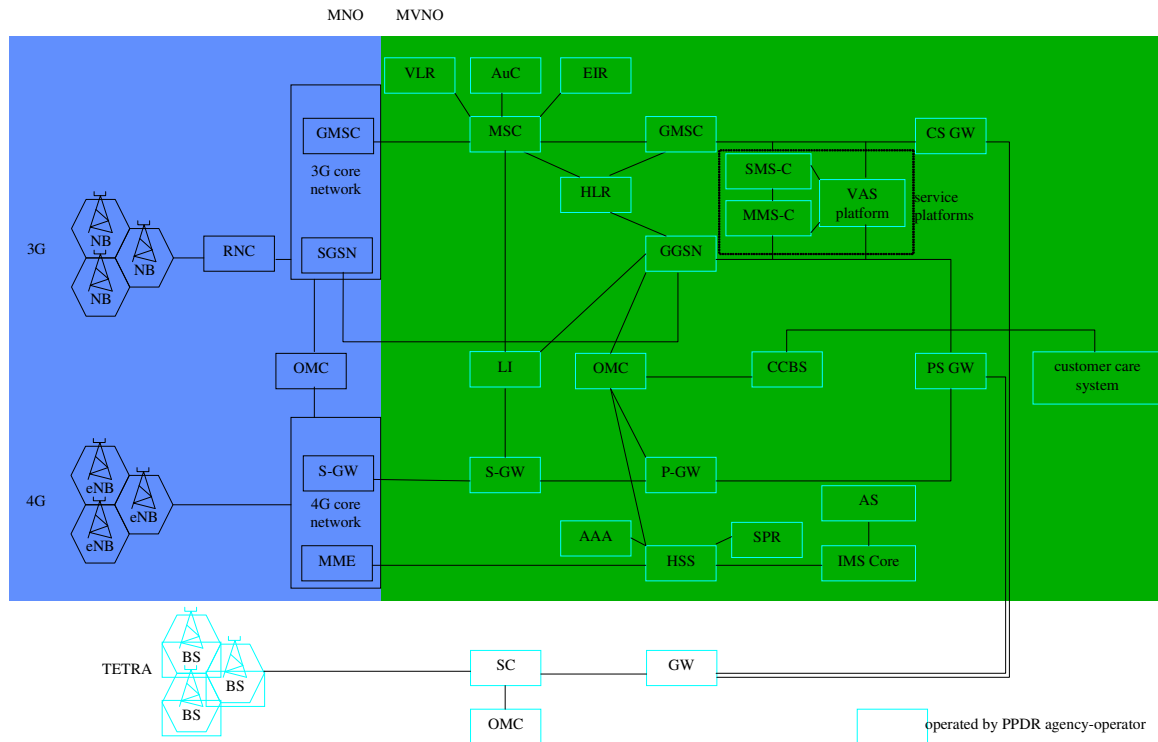 MNO MVNO
VLR AuC EIR
GMSC MSC GMSC CS GW
3G core
network
SMS-C
HLR VAS
platform
service
platforms
MMS-C
NB
NB
NB
3G RNC SGSN GGSN
OMC LI OMC CCBS PS GW customer care
system
S-GW S-GW P-GW
eNB
eNB
eNB
4G 4G core
network
AS
AAA SPR
MME HSS IMS Core
BS
BS
BS
TETRA SC GW
OMC operated by PPDR agency-operator